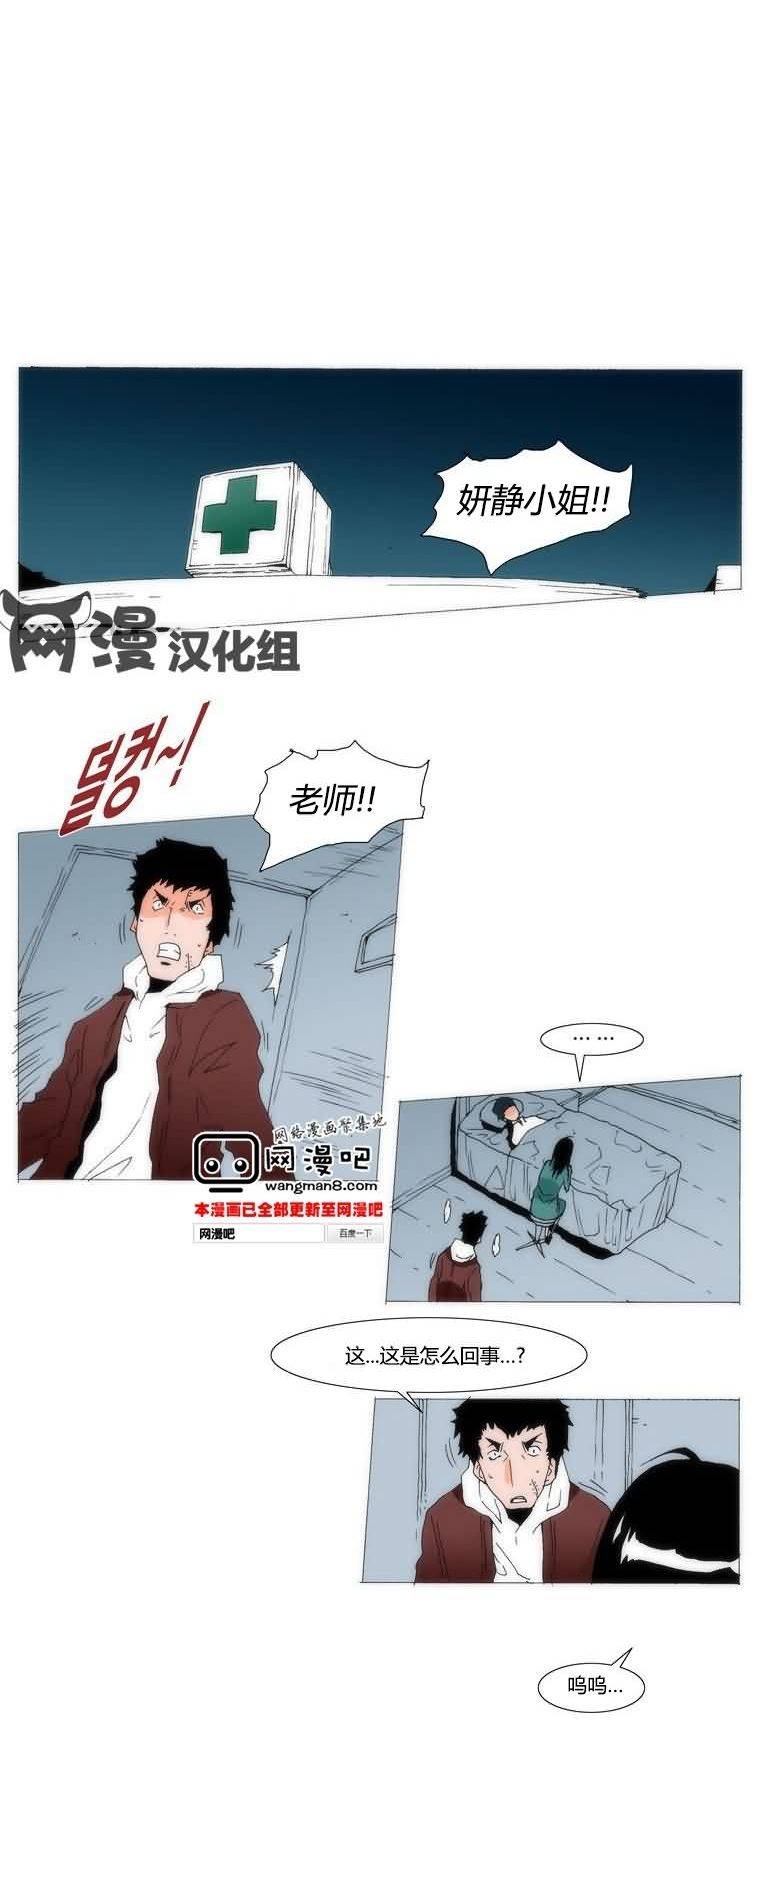 妍静小姐!!
网漫汉化组
덜컹~!
老师!!
... ...
网络漫画聚集地
网漫吧
wangman8.com
本漫画已全部更新至网漫吧
网漫吧 百度一下
这...这是怎么回事...?
呜呜...